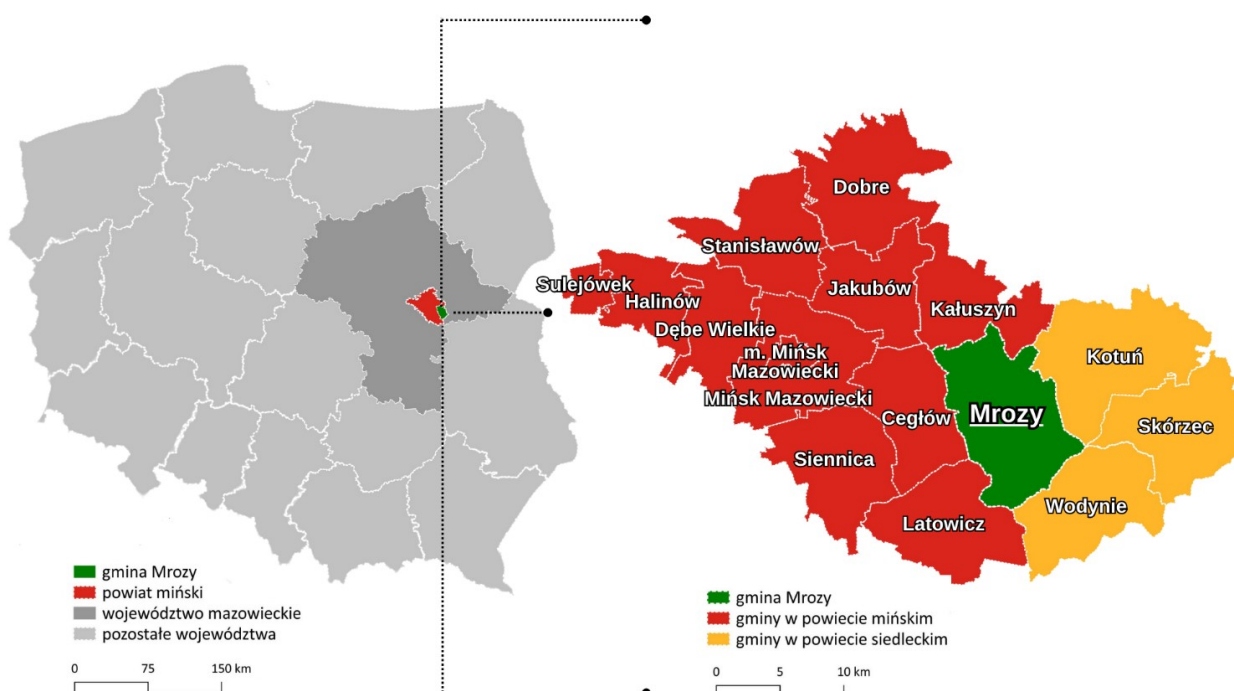 Dobre
Stanisławów
Sulejówek
Halinów
Jakubów
Kałuszyn
Dębe Wielkie
m. Mińsk
Mazowiecki
Mińsk Mazowiecki
Cegłów
Mrozy
Kotuń
Skórzec
Siennica
Latowicz
Wodynie
gmina Mrozy
powiat miński
województwo mazowieckie
pozostałe województwa
0 75 150 km
gmina Mrozy
gminy w powiecie mińskim
gminy w powiecie siedleckim
0 5 10 km